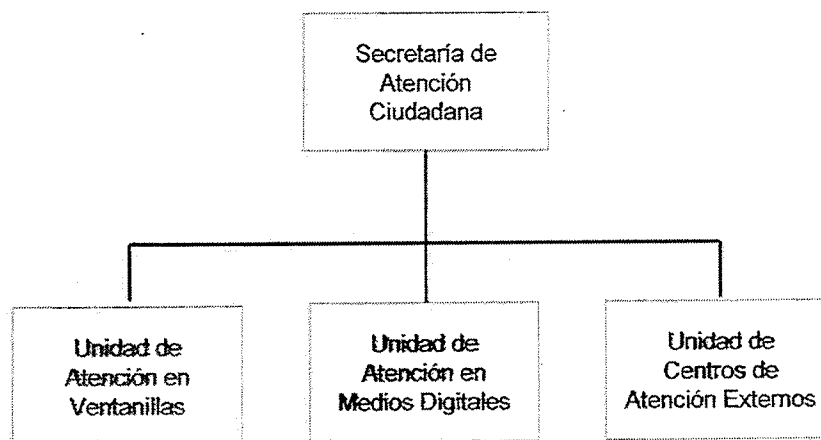 Secretaría de
Atención
Ciudadana
Unidad de
Atención en
Ventanillas
Unidad de
Atención en
Medios Digitales
Unidad de
Centros de
Atención Externos